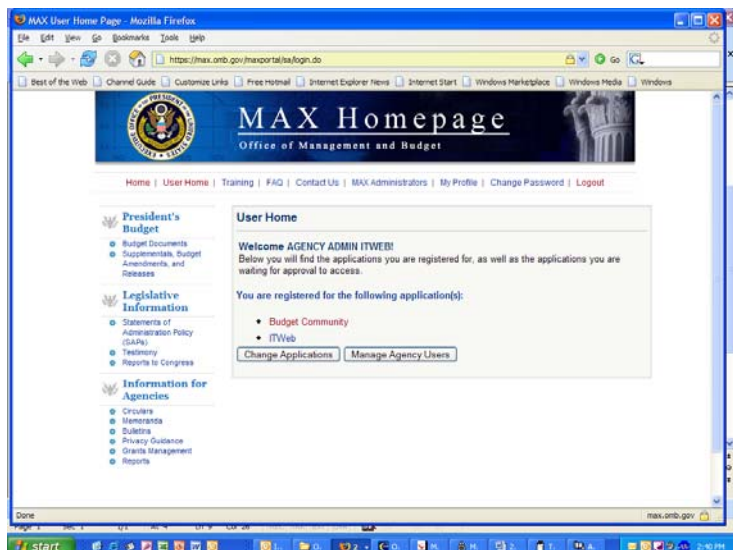 MAX User Home Page - Mozilla Firefox
File Edit View Go Bookmarks Tools Help
https://max.omb.gov/maxportal/sa/login.do Go
Best of the Web Channel Guide Customize Links Free Hotmail Internet Explorer News Internet Start Windows Marketplace Windows Media Windows
MAX Homepage
Office of Management and Budget
Home | User Home | Training | FAQ | Contact Us | MAX Administrators | My Profile | Change Password | Logout
President's
Budget
Budget Documents
Supplementals, Budget
Amendments, and
Releases
Legislative
Information
Statements of
Administration Policy
(SAPs)
Testimony
Reports to Congress
Information for
Agencies
Circulars
Memoranda
Bulletins
Privacy Guidance
Grants Management
Reports
User Home
Welcome AGENCY ADMIN ITWEB!
Below you will find the applications you are registered for, as well as the applications you are
waiting for approval to access.
You are registered for the following application(s):
Budget Community
ITWeb
Change Applications Manage Agency Users
Done max.omb.gov
start 2:40 PM